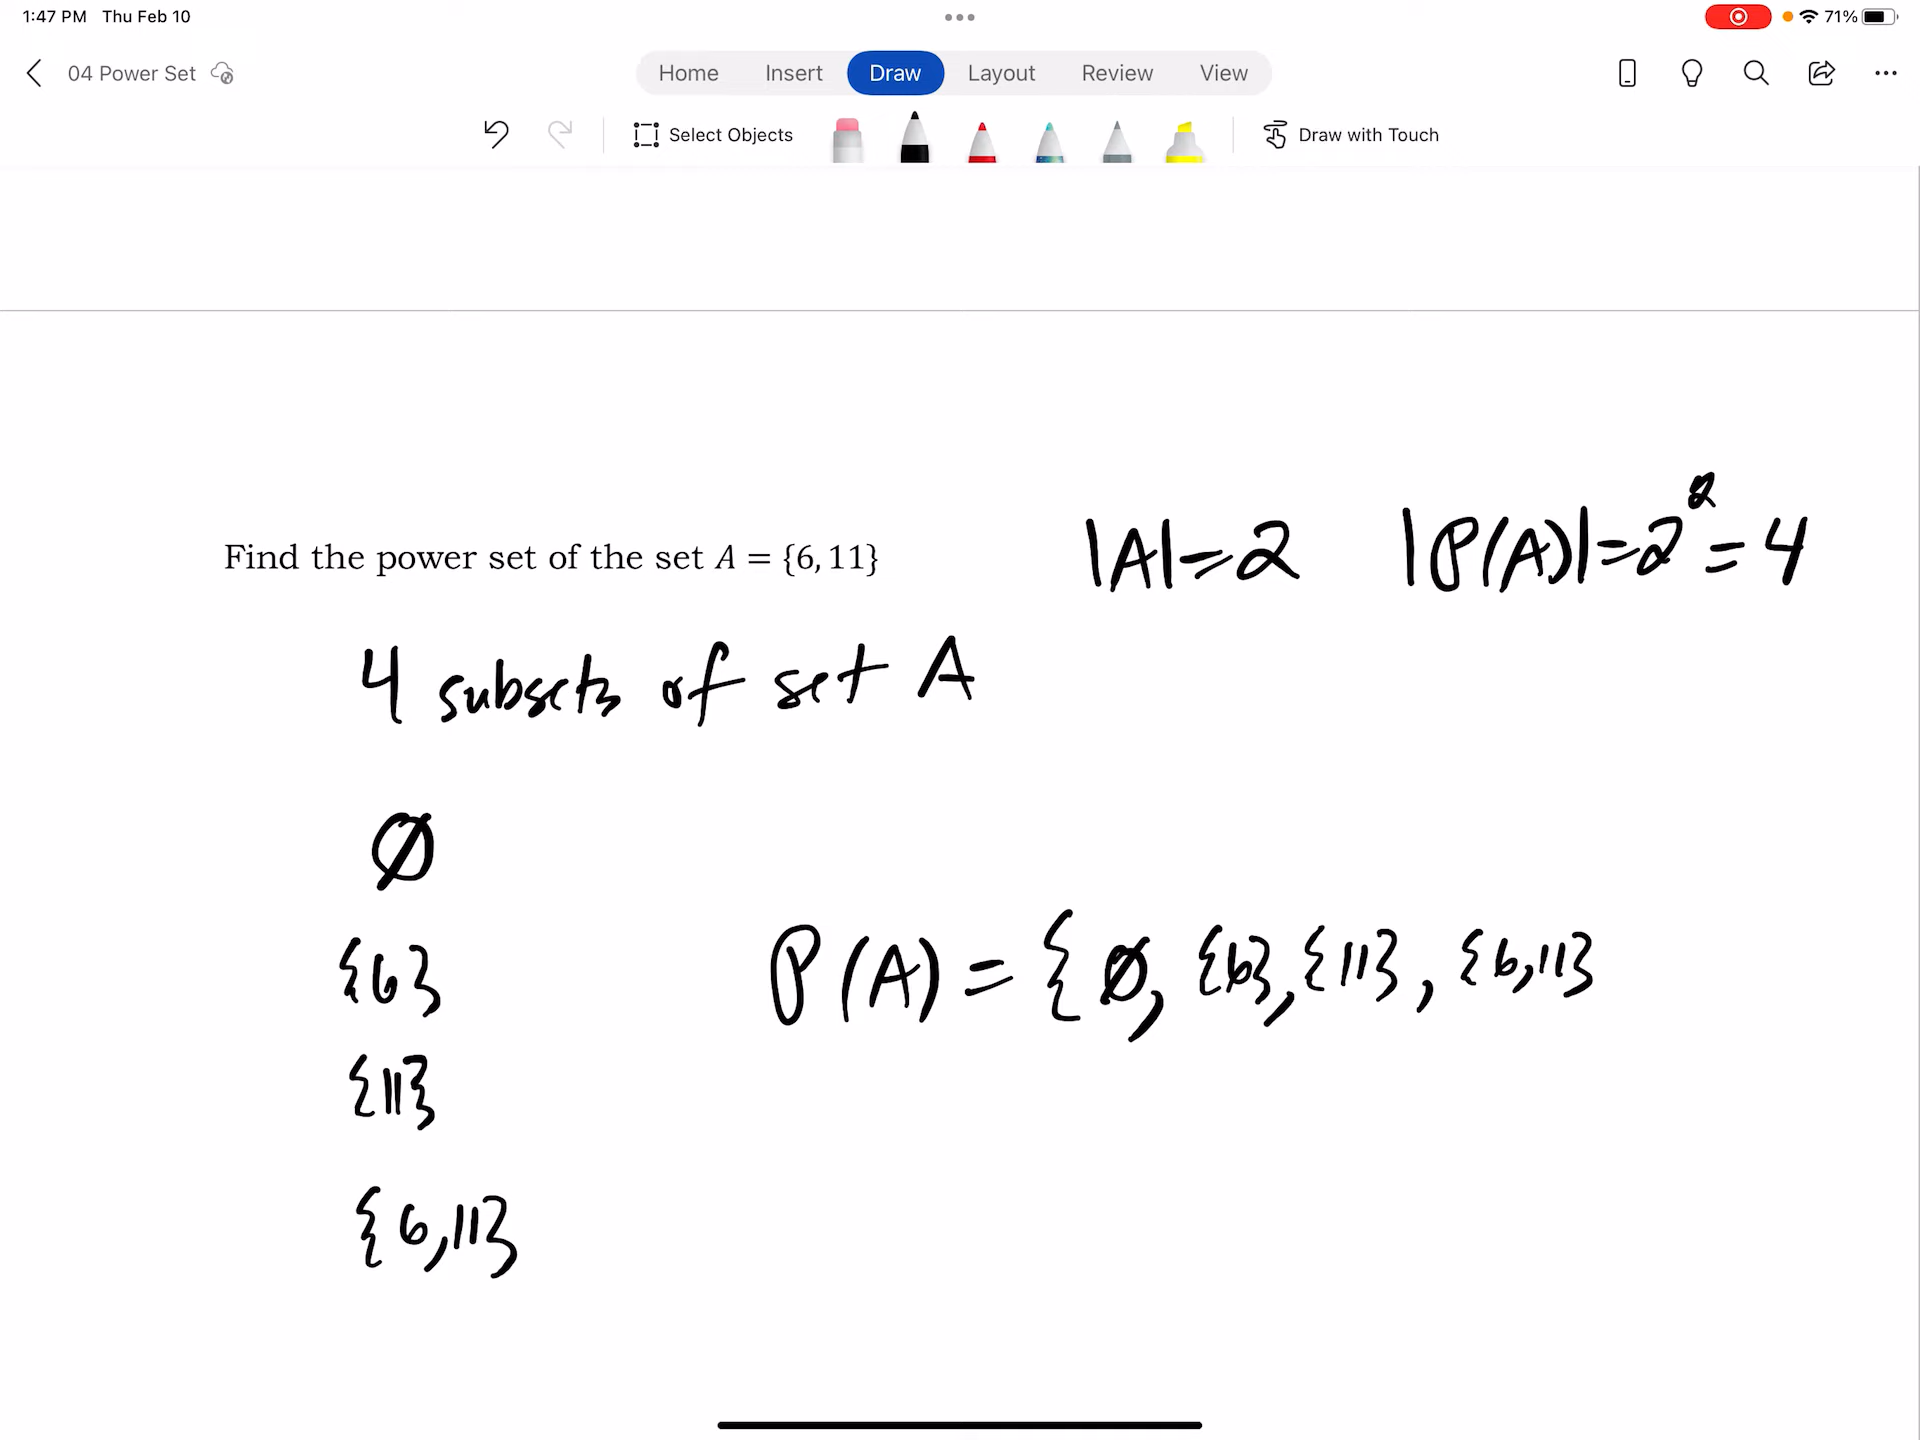 1:47 PM Thu Feb 10
71%
04 Power Set
Home Insert Draw Layout Review View
Select Objects
Draw with Touch
Find the power set of the set A = {6, 11}
|A|=2 |P(A)|=2²=4
4 subsets of set A
∅
{6}
P(A) = {∅, {6}, {11}, {6,11}
{11}
{6,11}